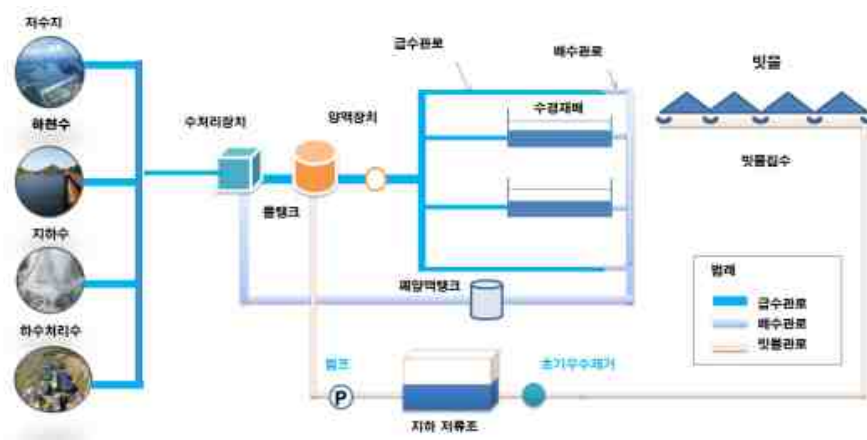 저수지
하천수
지하수
하수처리수
수처리장치
물탱크
양액장치
급수관로
배수관로
수경재배
폐양액탱크
빗물
빗물집수
범례
급수관로
배수관로
빗물관로
펌프
P
지하 저류조
초기우수제거